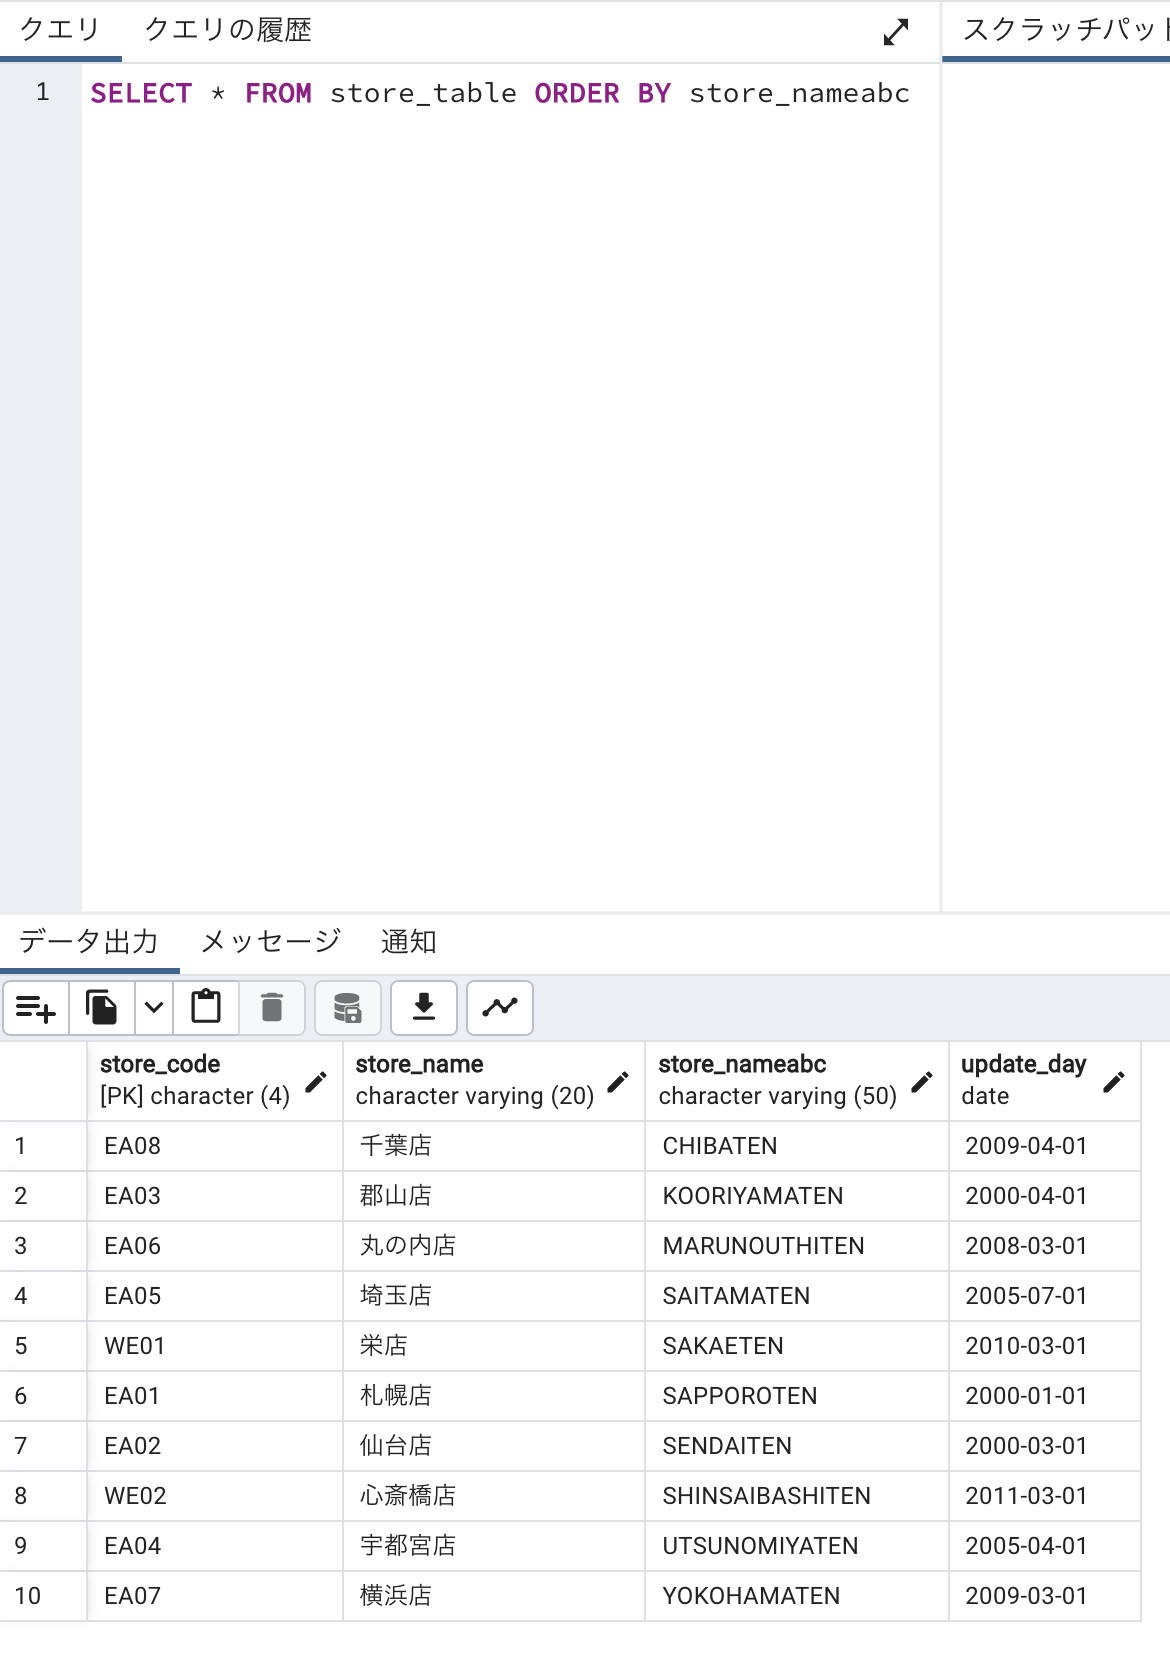 クエリ クエリの履歴 スクラッチパッド
1 SELECT * FROM store_table ORDER BY store_nameabc
データ出力 メッセージ 通知
store_code store_name store_nameabc update_day
[PK] character (4) character varying (20) character varying (50) date
1 EA08 千葉店 CHIBATEN 2009-04-01
2 EA03 郡山店 KOORIYAMATEN 2000-04-01
3 EA06 丸の内店 MARUNOUTHITEN 2008-03-01
4 EA05 埼玉店 SAITAMATEN 2005-07-01
5 WE01 栄店 SAKAETEN 2010-03-01
6 EA01 札幌店 SAPPOROTEN 2000-01-01
7 EA02 仙台店 SENDAITEN 2000-03-01
8 WE02 心斎橋店 SHINSAIBASHITEN 2011-03-01
9 EA04 宇都宮店 UTSUNOMIYATEN 2005-04-01
10 EA07 横浜店 YOKOHAMATEN 2009-03-01